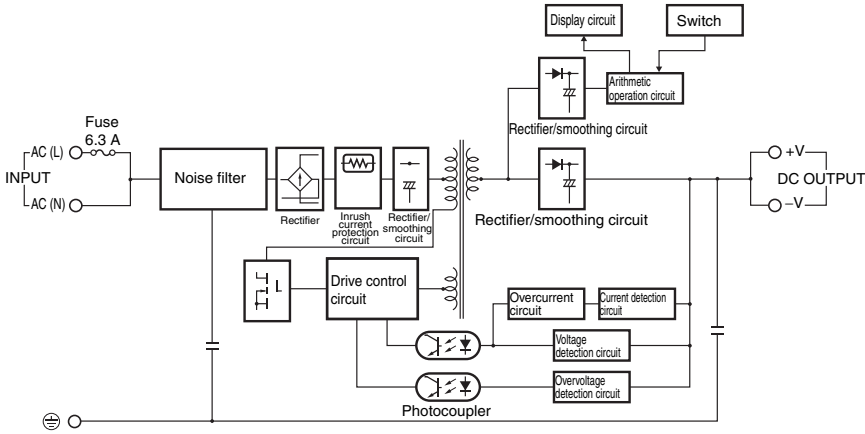 Display circuit
Switch
Fuse
6.3 A
Arithmetic
operation circuit
AC (L)
Rectifier/smoothing circuit
INPUT
Noise filter
+V
DC OUTPUT
AC (N)
–V
Rectifier
Inrush
current
protection
circuit
Rectifier/
smoothing
circuit
Rectifier/smoothing circuit
Drive control
circuit
Overcurrent
circuit
Current detection
circuit
Voltage
detection circuit
Overvoltage
detection circuit
Photocoupler